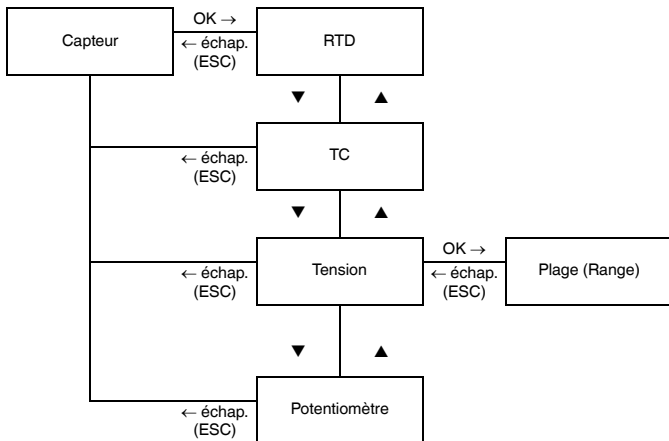 OK →
Capteur
RTD
← échap.
(ESC)
▼ ▲
TC
← échap.
(ESC)
▼ ▲
OK →
Tension
Plage (Range)
← échap.
(ESC)
← échap.
(ESC)
▼ ▲
Potentiomètre
← échap.
(ESC)